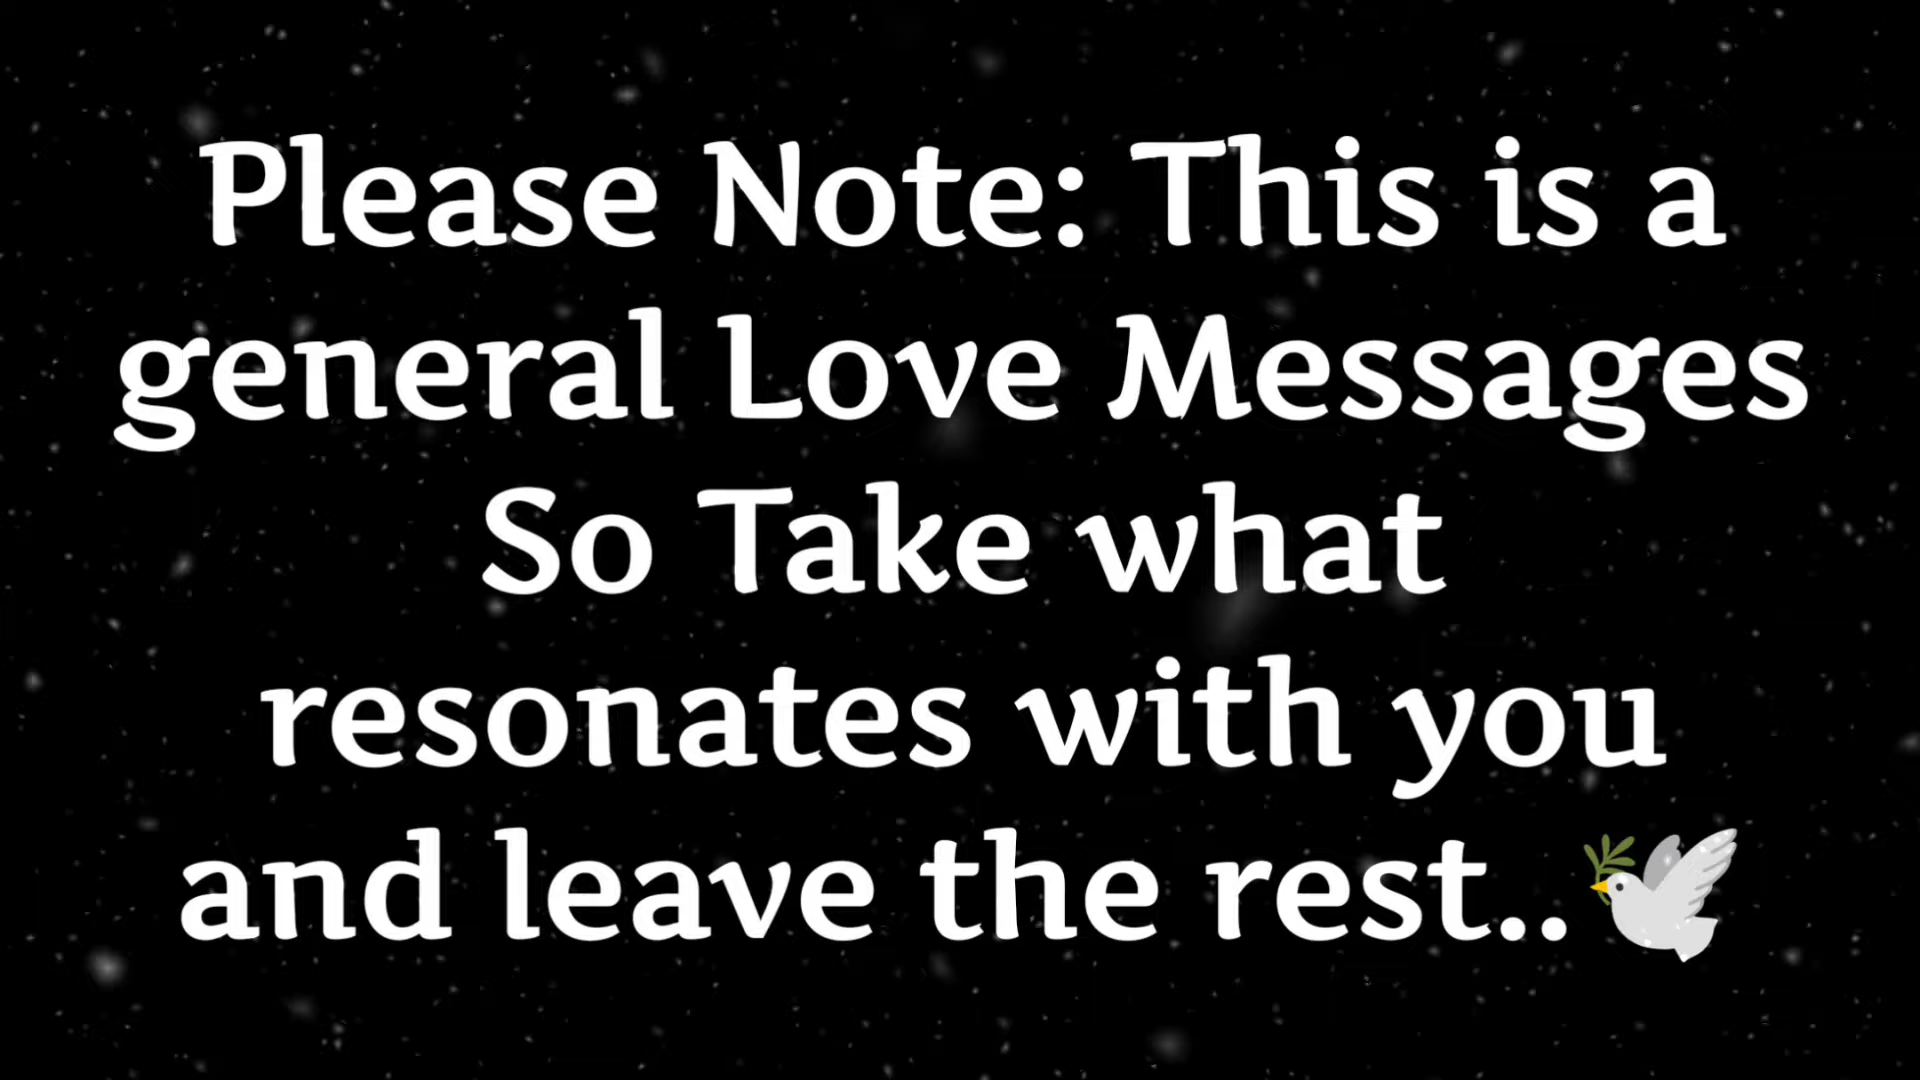 Please Note: This is a
general Love Messages
So Take what
resonates with you
and leave the rest..🕊️